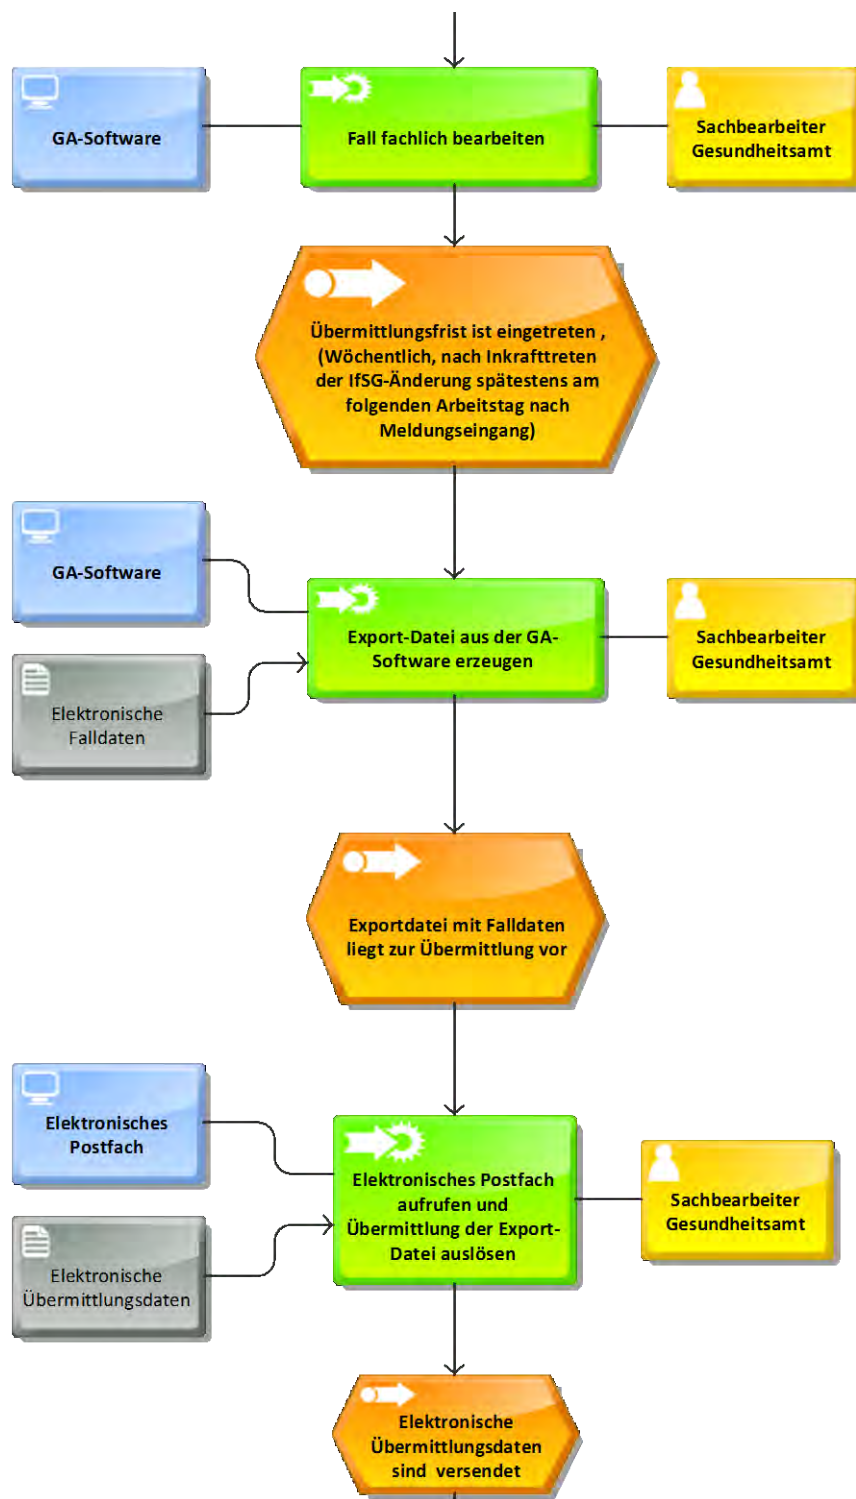 GA-Software
Fall fachlich bearbeiten
Sachbearbeiter
Gesundheitsamt
Übermittlungsfrist ist eingetreten ,
(Wöchentlich, nach Inkrafttreten
der IfSG-Änderung spätestens am
folgenden Arbeitstag nach
Meldungseingang)
GA-Software
Elektronische
Falldaten
Export-Datei aus der GA-
Software erzeugen
Sachbearbeiter
Gesundheitsamt
Exportdatei mit Falldaten
liegt zur Übermittlung vor
Elektronisches
Postfach
Elektronische
Übermittlungsdaten
Elektronisches Postfach
aufrufen und
Übermittlung der Export-
Datei auslösen
Sachbearbeiter
Gesundheitsamt
Elektronische
Übermittlungsdaten
sind versendet